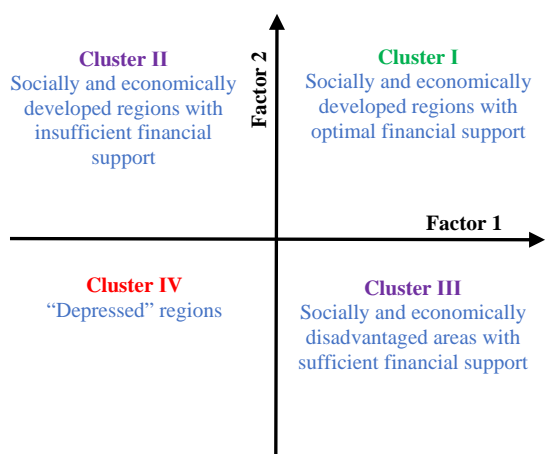 Cluster II
Socially and economically
developed regions with
insufficient financial
support
Factor 2
Cluster I
Socially and economically
developed regions with
optimal financial support
Factor 1
Cluster IV
“Depressed” regions
Cluster III
Socially and economically
disadvantaged areas with
sufficient financial support